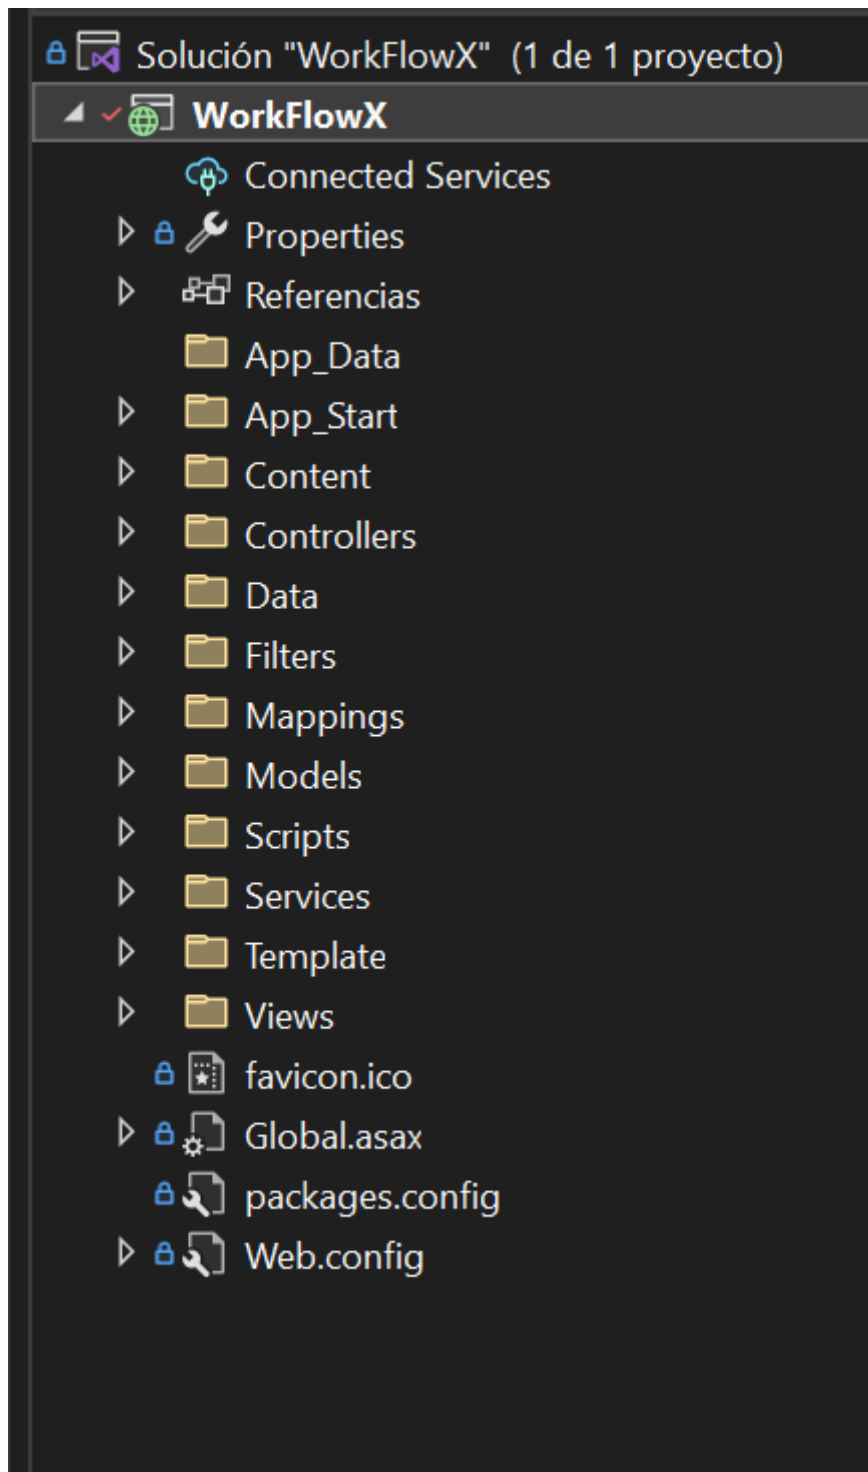 Solución "WorkFlowX" (1 de 1 proyecto)
WorkFlowX
Connected Services
Properties
Referencias
App_Data
App_Start
Content
Controllers
Data
Filters
Mappings
Models
Scripts
Services
Template
Views
favicon.ico
Global.asax
packages.config
Web.config